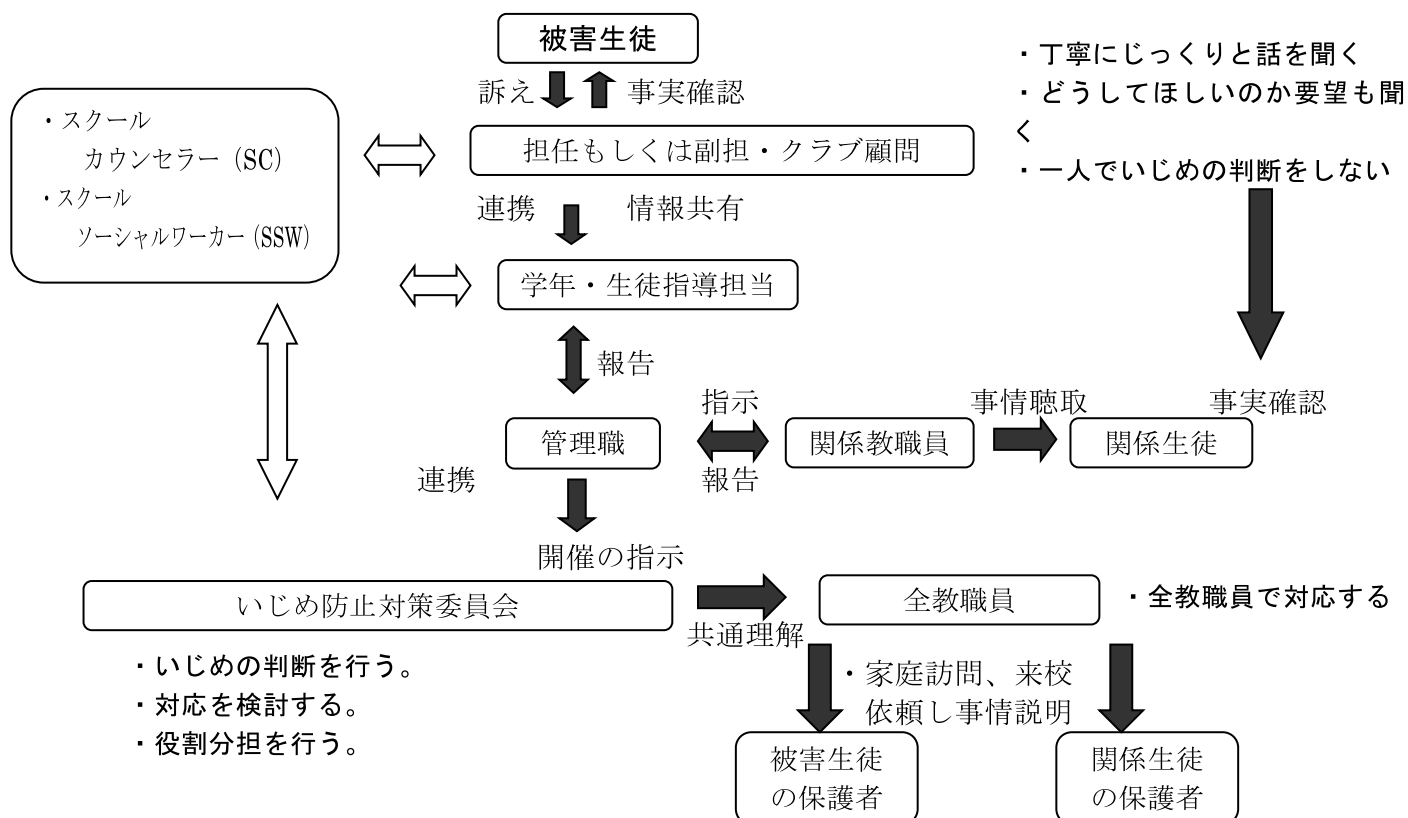 被害生徒
訴え
事実確認
・丁寧にじっくりと話を聞く
・どうしてほしいのか要望も聞
く
・一人でいじめの判断をしない
・スクール
カウンセラー（SC）
・スクール
ソーシャルワーカー（SSW）
担任もしくは副担・クラブ顧問
連携
情報共有
学年・生徒指導担当
報告
指示
事情聴取
事実確認
管理職
関係教職員
関係生徒
連携
報告
開催の指示
いじめ防止対策委員会
全教職員
・全教職員で対応する
共通理解
・いじめの判断を行う。
・対応を検討する。
・役割分担を行う。
・家庭訪問、来校
依頼し事情説明
被害生徒
の保護者
関係生徒
の保護者